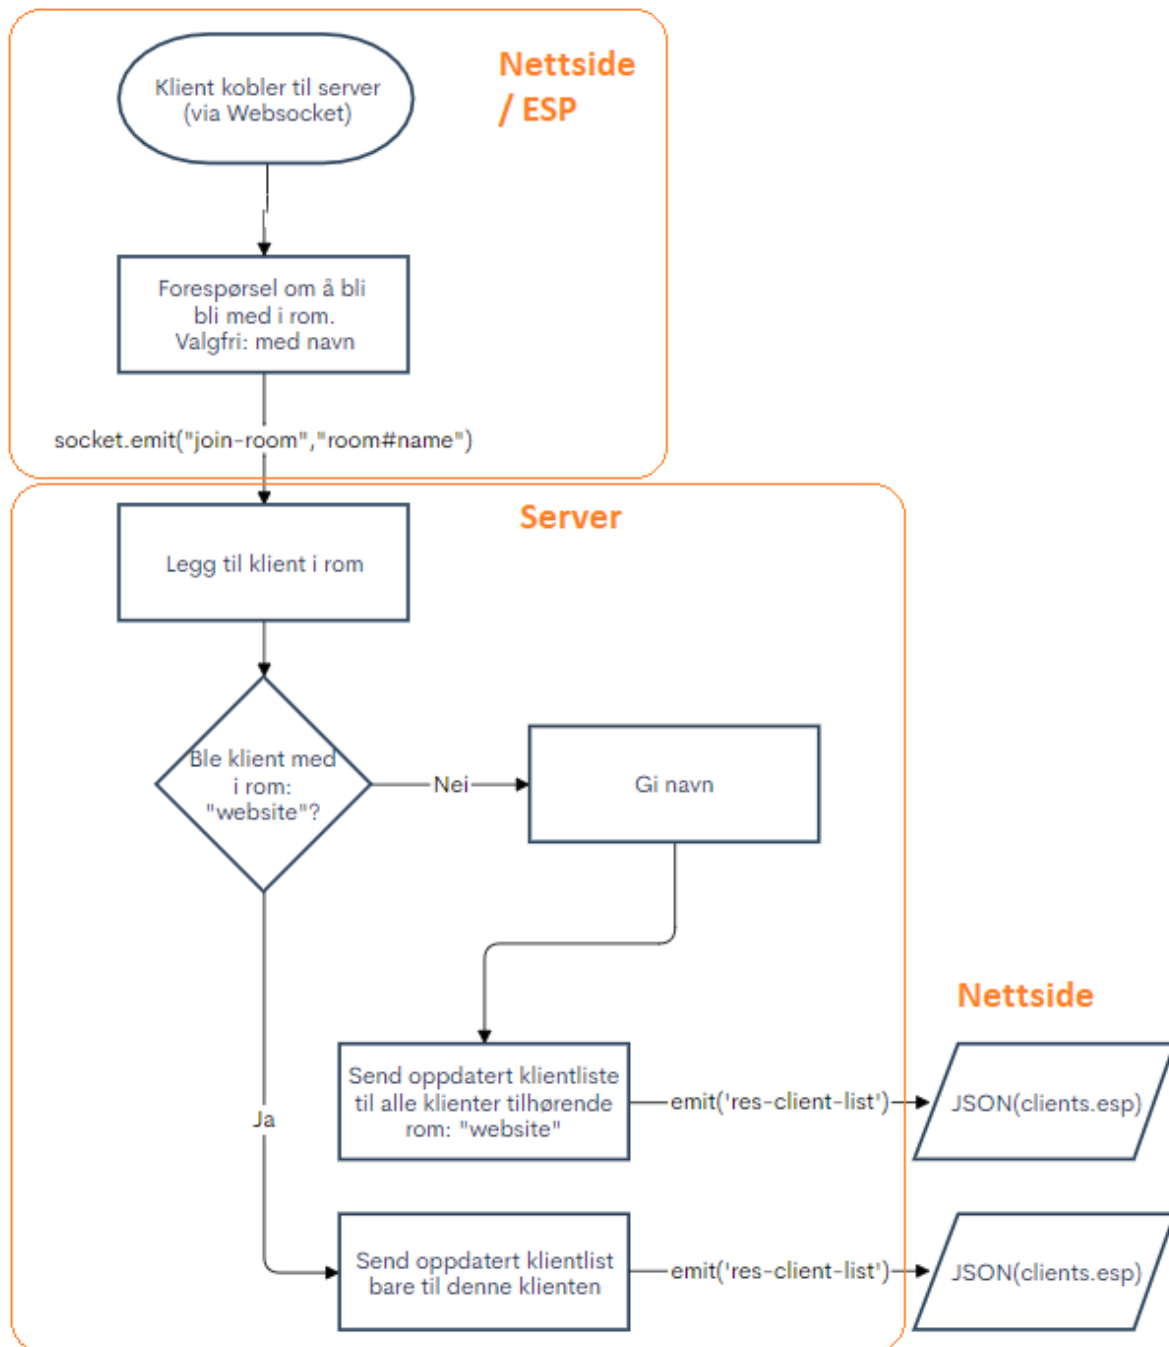 Klient kobler til server
(via Websocket)
Nettside
/ ESP
Forespørsel om å bli
bli med i rom.
Valgfri: med navn
socket.emit("join-room","room#name")
Server
Legg til klient i rom
Ble klient med
i rom:
"website"?
Nei
Gi navn
Nettside
Send oppdatert klientliste
til alle klienter tilhørende
rom: "website"
emit('res-client-list')
JSON(clients.esp)
Ja
Send oppdatert klientlist
bare til denne klienten
emit('res-client-list')
JSON(clients.esp)